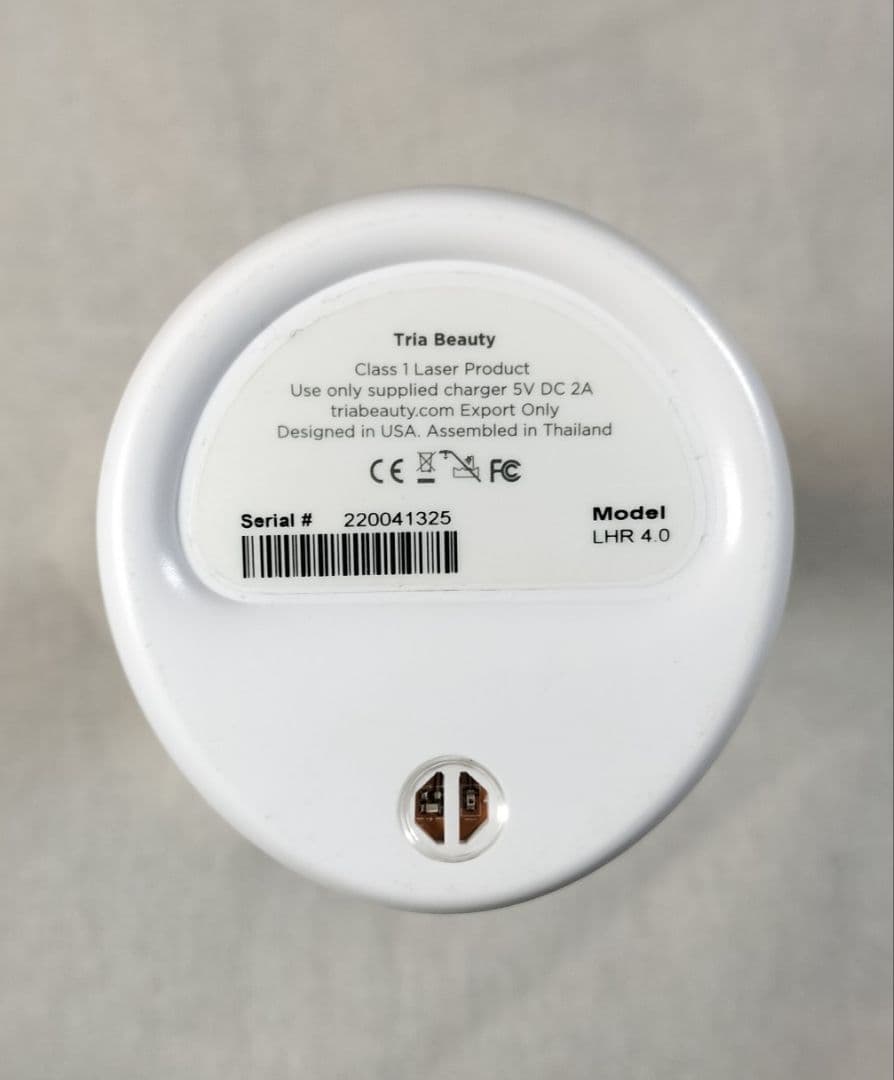 Tria Beauty
Class 1 Laser Product
Use only supplied charger 5V DC 2A
triabeauty.com Export Only
Designed in USA. Assembled in Thailand
CE FC
Serial # 220041325
Model
LHR 4.0